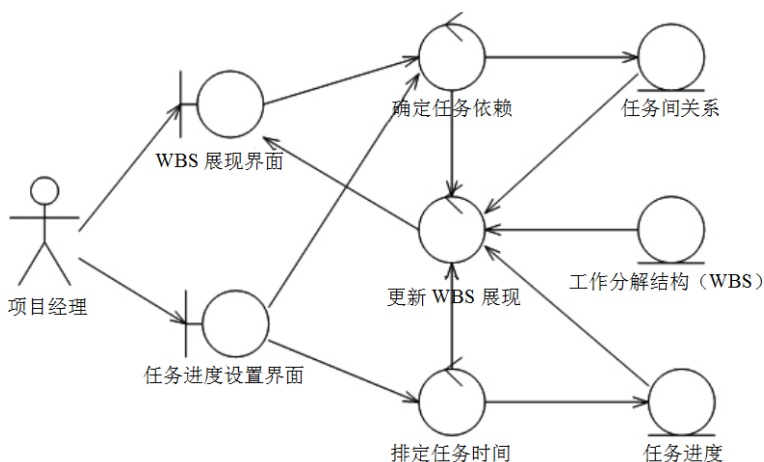 确定任务依赖
任务间关系
WBS 展现界面
工作分解结构（WBS）
更新 WBS 展现
项目经理
任务进度设置界面
排定任务时间
任务进度